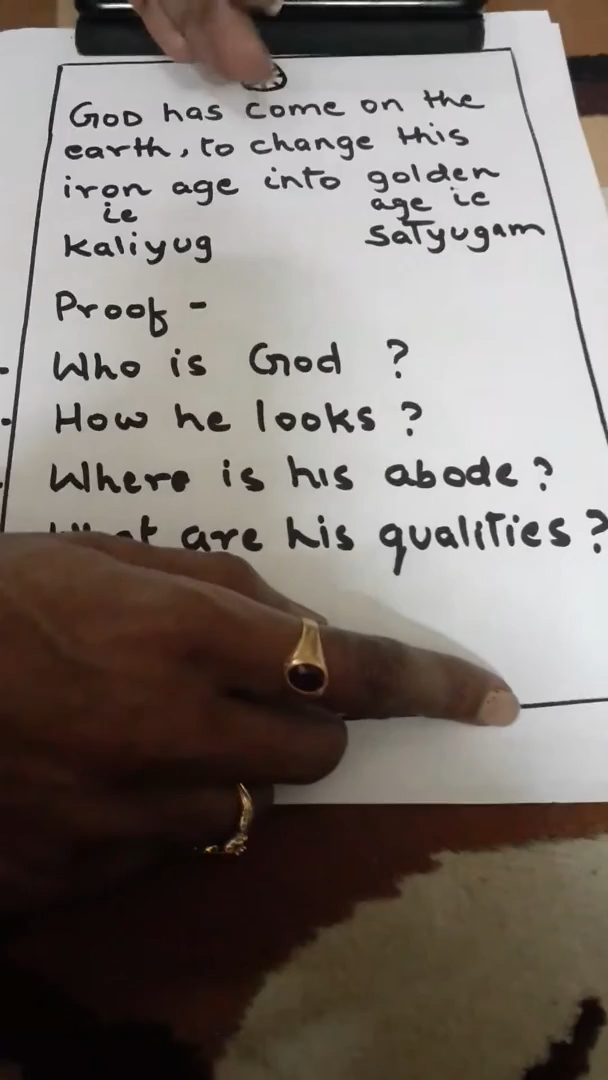 God has come on the
earth, to change this
iron age into golden
ie age ie
Kaliyug Satyugam
Proof -
Who is God ?
How he looks ?
Where is his abode?
are his qualities ?